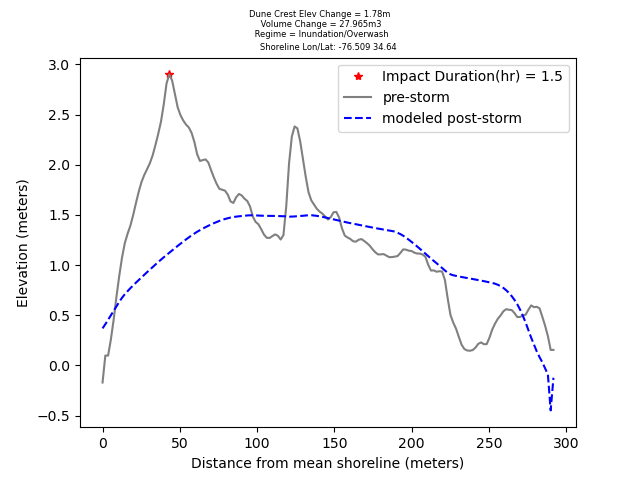 Dune Crest Elev Change = 1.78m
Volume Change = 27.965m3
Regime = Inundation/Overwash
Shoreline Lon/Lat: -76.509 34.64
Impact Duration(hr) = 1.5
pre-storm
modeled post-storm
3.0
2.5
2.0
1.5
1.0
0.5
0.0
−0.5
Elevation (meters)
0 50 100 150 200 250 300
Distance from mean shoreline (meters)